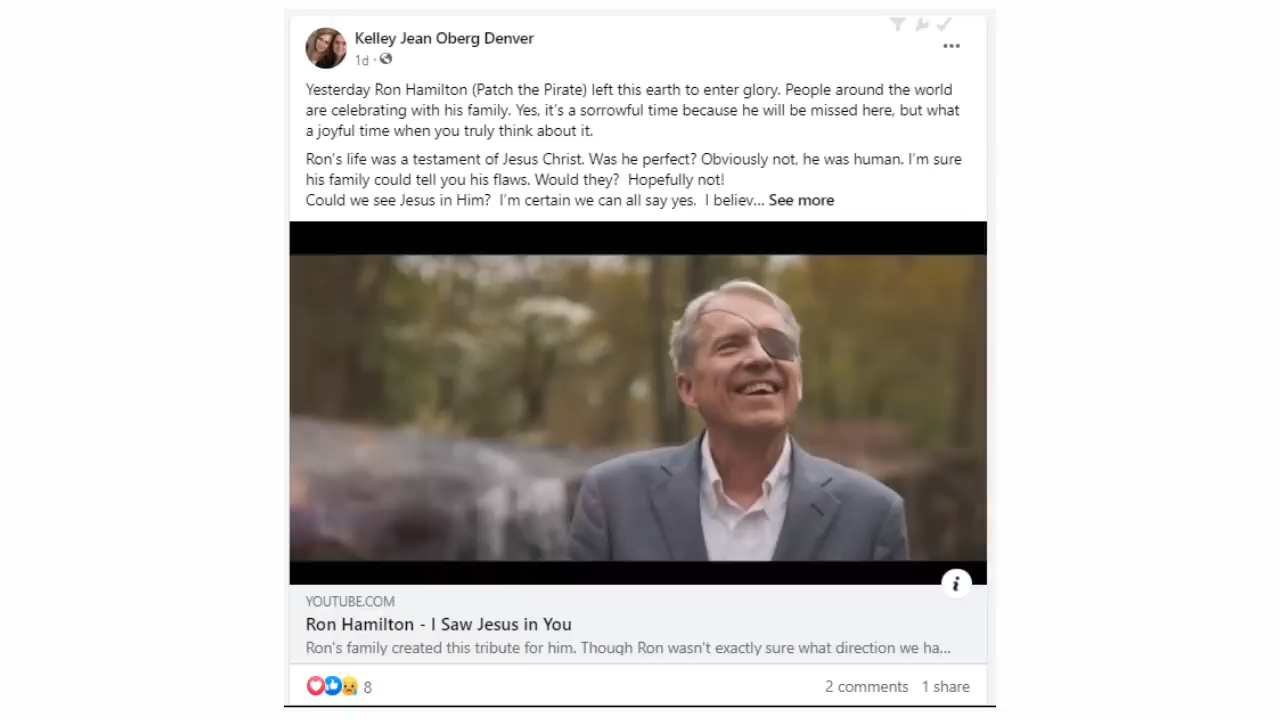 Kelley Jean Oberg Denver
1d ·
Yesterday Ron Hamilton (Patch the Pirate) left this earth to enter glory. People around the world
are celebrating with his family. Yes, it's a sorrowful time because he will be missed here, but what
a joyful time when you truly think about it.
Ron's life was a testament of Jesus Christ. Was he perfect? Obviously not, he was human. I'm sure
his family could tell you his flaws. Would they? Hopefully not!
Could we see Jesus in Him? I'm certain we can all say yes. I believ... See more
YOUTUBE.COM
Ron Hamilton - I Saw Jesus in You
Ron's family created this tribute for him. Though Ron wasn't exactly sure what direction we ha...
8
2 comments 1 share